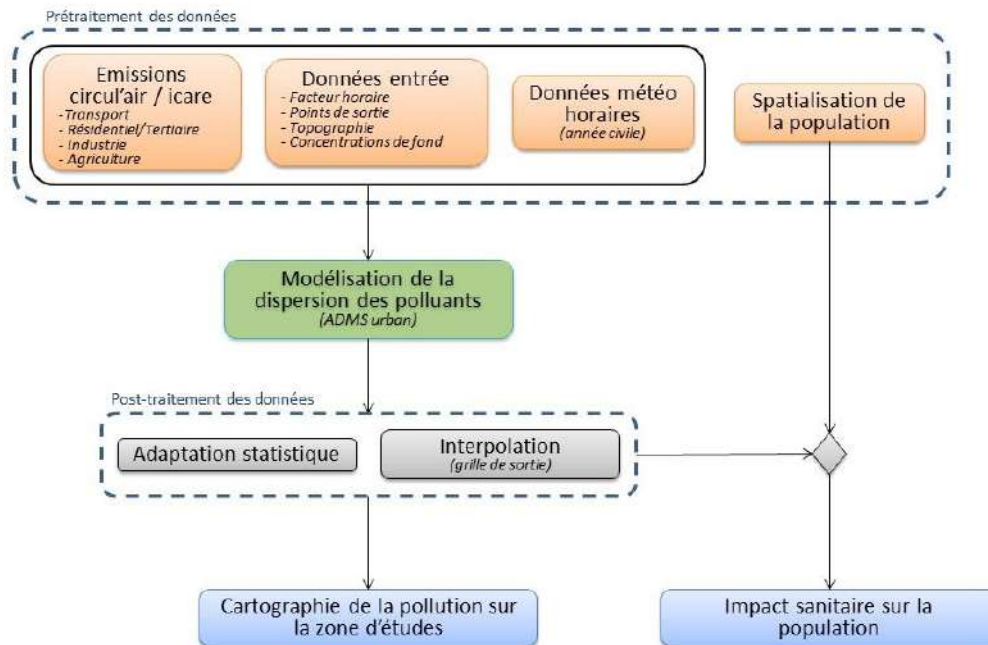 Prétraitement des données
Emissions
circul'air / icare
-Transport
- Résidentiel/Tertiaire
- Industrie
- Agriculture
Données entrée
- Facteur horaire
- Points de sortie
- Topographie
- Concentrations de fond
Données météo
horaires
(année civile)
Spatialisation de
la population
Modélisation de la
dispersion des polluants
(ADMS urban)
Post-traitement des données
Adaptation statistique
Interpolation
(grille de sortie)
Cartographie de la pollution sur
la zone d'études
Impact sanitaire sur la
population